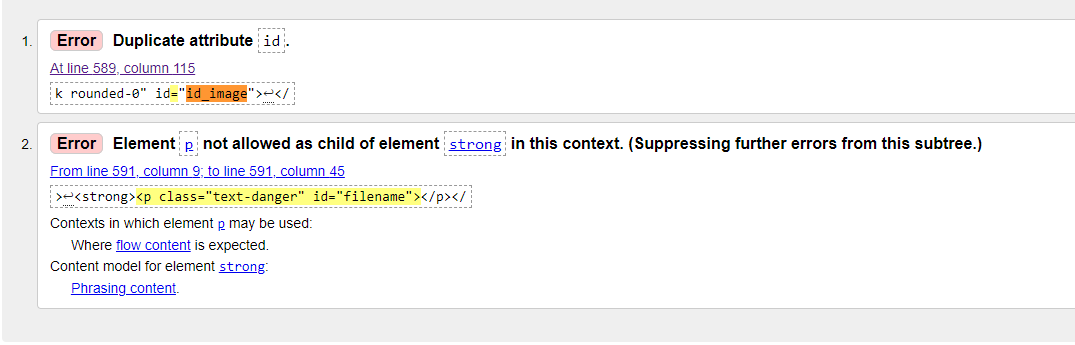 1. Error Duplicate attribute id.
At line 589, column 115
k rounded-0" id="id_image">↩</
2. Error Element p not allowed as child of element strong in this context. (Suppressing further errors from this subtree.)
From line 591, column 9; to line 591, column 45
>↩<strong><p class="text-danger" id="filename"></p></
Contexts in which element p may be used:
Where flow content is expected.
Content model for element strong:
Phrasing content.